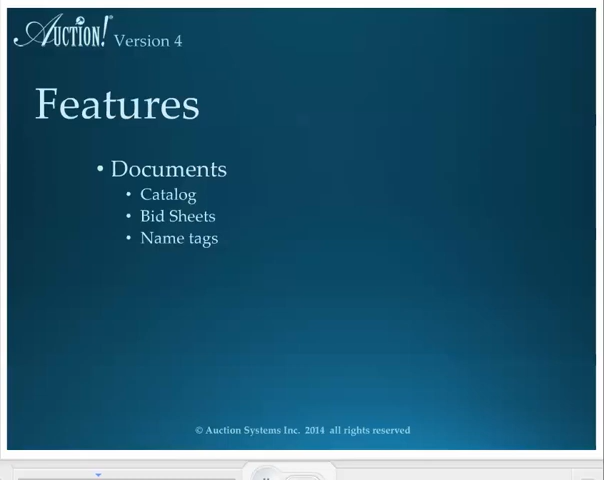 Auction!® Version 4
Features
• Documents
• Catalog
• Bid Sheets
• Name tags
© Auction Systems Inc. 2014 all rights reserved